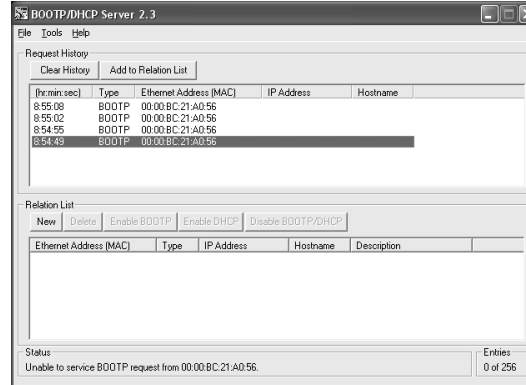 BOOTP/DHCP Server 2.3
File Tools Help
Request History
Clear History Add to Relation List
(hr:min:sec) Type Ethernet Address (MAC) IP Address Hostname
8:55:08 BOOTP 00:00:BC:21:A0:56
8:55:02 BOOTP 00:00:BC:21:A0:56
8:54:55 BOOTP 00:00:BC:21:A0:56
8:54:49 BOOTP 00:00:BC:21:A0:56
Relation List
New Delete Enable BOOTP Enable DHCP Disable BOOTP/DHCP
Ethernet Address (MAC) Type IP Address Hostname Description
Status
Unable to service BOOTP request from 00:00:BC:21:A0:56.
Entries
0 of 256